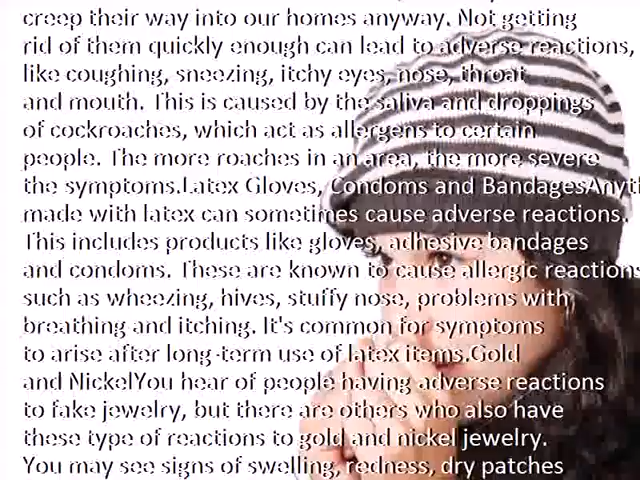 creep their way into our homes anyway. Not getting
rid of them quickly enough can lead to adverse reactions,
like coughing, sneezing, itchy eyes, nose, throat
and mouth. This is caused by the saliva and droppings
of cockroaches, which act as allergens to certain
people. The more roaches in an area, the more severe
the symptoms.Latex Gloves, Condoms and BandagesAnyt
made with latex can sometimes cause adverse reactions.
This includes products like gloves, adhesive bandages
and condoms. These are known to cause allergic reactions
such as wheezing, hives, stuffy nose, problems with
breathing and itching. It's common for symptoms
to arise after long-term use of latex items.Gold
and NickelYou hear of people having adverse reactions
to fake jewelry, but there are others who also have
these type of reactions to gold and nickel jewelry.
You may see signs of swelling, redness, dry patches